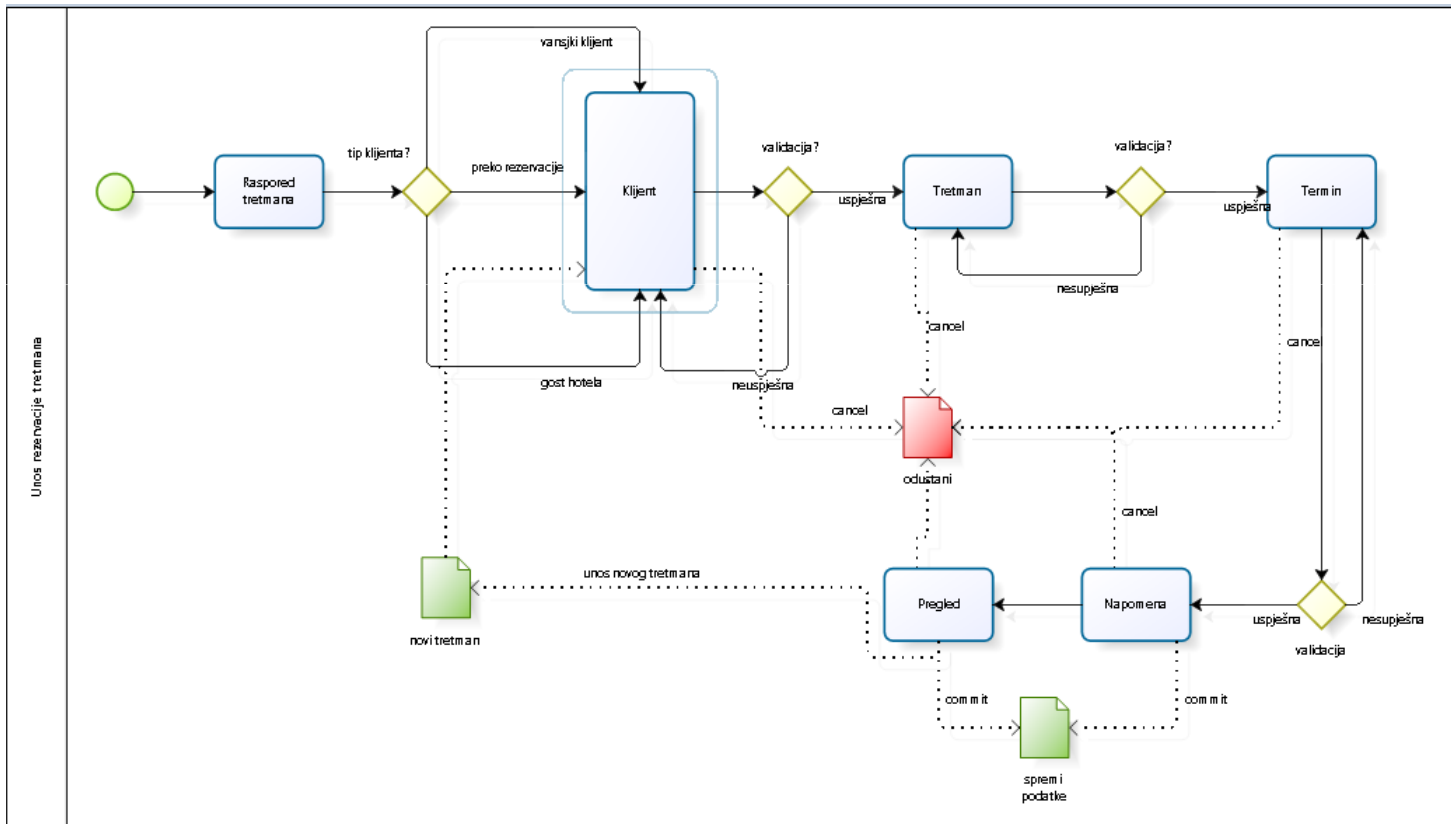 Unos rezervacije tretmana
vansjki klijent
tip klijenta?
Raspored
tretmana
preko rezervacije
Klijent
gost hotela
validacija?
uspješna
neuspješna
Tretman
validacija?
uspješna
nesupješna
Termin
cancel
cancel
cancel
cancel
odustani
unos novog tretmana
novi tretman
Pregled
Napomena
uspješna
nesupješna
validacija
commit
commit
spremi
podatke